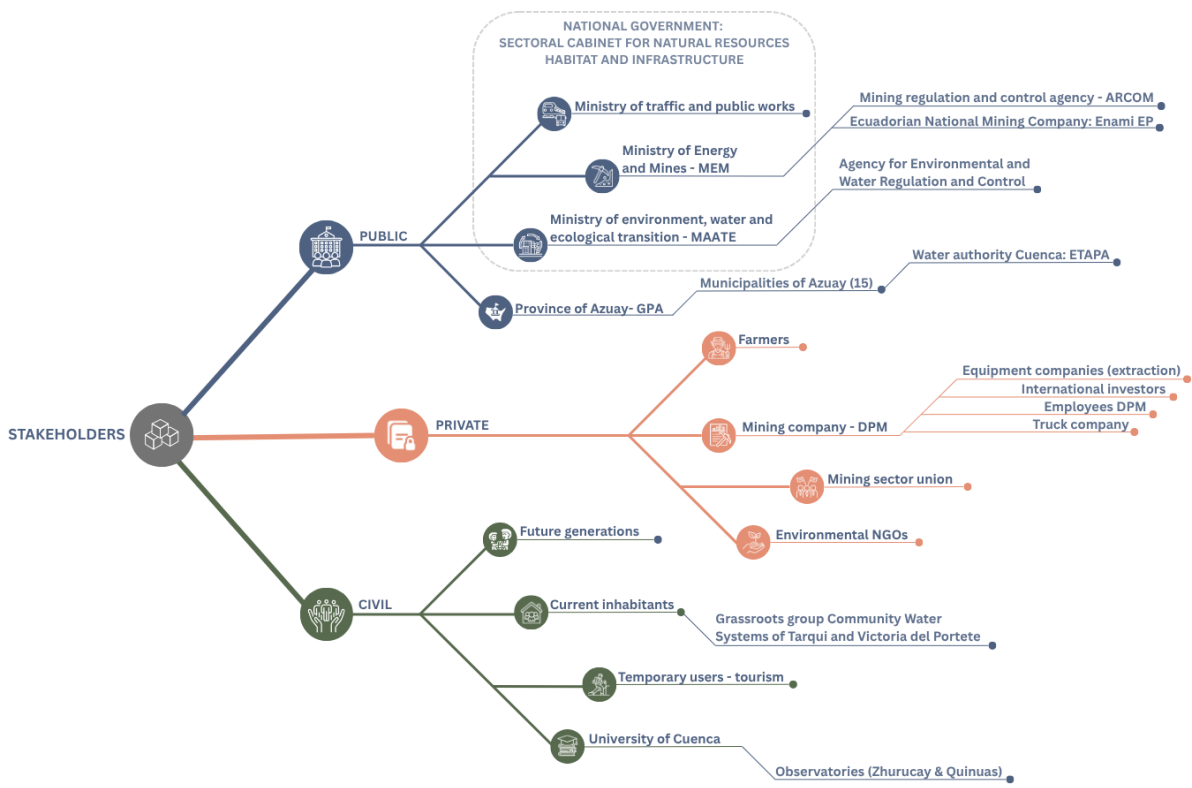 NATIONAL GOVERNMENT:
SECTORAL CABINET FOR NATURAL RESOURCES
HABITAT AND INFRASTRUCTURE
Ministry of traffic and public works
Mining regulation and control agency - ARCOM
Ecuadorian National Mining Company: Enami EP
Ministry of Energy
and Mines - MEM
Agency for Environmental and
Water Regulation and Control
Ministry of environment, water and
ecological transition - MAATE
PUBLIC
Water authority Cuenca: ETAPA
Municipalities of Azuay (15)
Province of Azuay- GPA
Farmers
Equipment companies (extraction)
International investors
Employees DPM
Truck company
Mining company - DPM
PRIVATE
STAKEHOLDERS
Mining sector union
Environmental NGOs
Future generations
CIVIL
Current inhabitants
Grassroots group Community Water
Systems of Tarqui and Victoria del Portete
Temporary users - tourism
University of Cuenca
Observatories (Zhurucay & Quinuas)